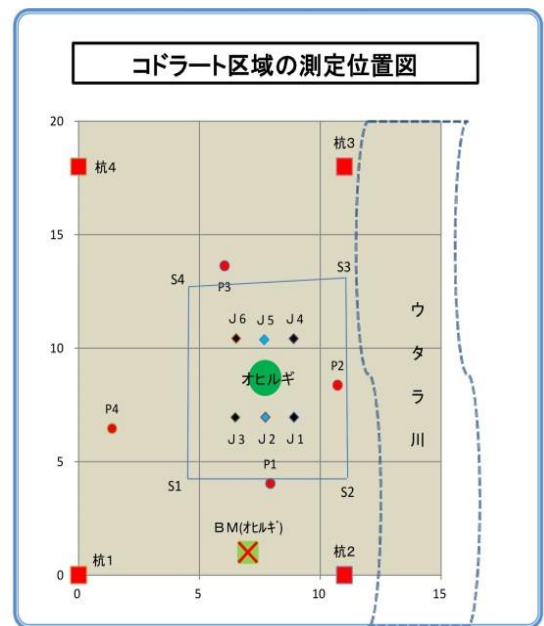 コドラート区域の測定位置図
20
杭4
杭3
15
S4
S3
P3
J6 J5 J4
10
オヒルギ
P2
P4
J3 J2 J1
5
P1
S1
S2
BM(オヒルギ)
杭1
杭2
0
0 5 10 15
ウタラ川